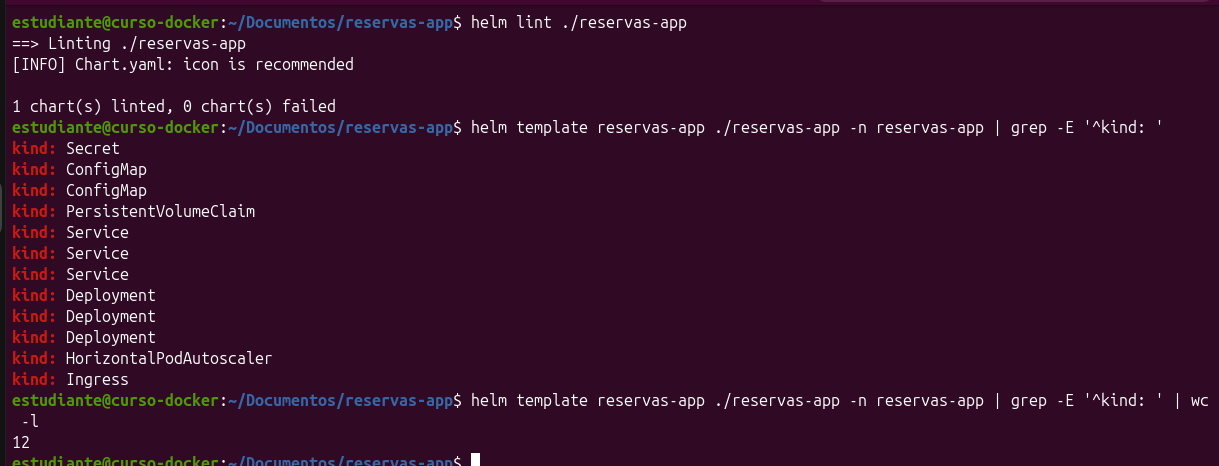 estudiante@curso-docker:~/Documentos/reservas-app$ helm lint ./reservas-app
==> Linting ./reservas-app
[INFO] Chart.yaml: icon is recommended
1 chart(s) linted, 0 chart(s) failed
estudiante@curso-docker:~/Documentos/reservas-app$ helm template reservas-app ./reservas-app -n reservas-app | grep -E '^kind: '
kind: Secret
kind: ConfigMap
kind: ConfigMap
kind: PersistentVolumeClaim
kind: Service
kind: Service
kind: Service
kind: Deployment
kind: Deployment
kind: Deployment
kind: HorizontalPodAutoscaler
kind: Ingress
estudiante@curso-docker:~/Documentos/reservas-app$ helm template reservas-app ./reservas-app -n reservas-app | grep -E '^kind: ' | wc
-l
12
estudiante@curso-docker:~/Documentos/reservas-app$